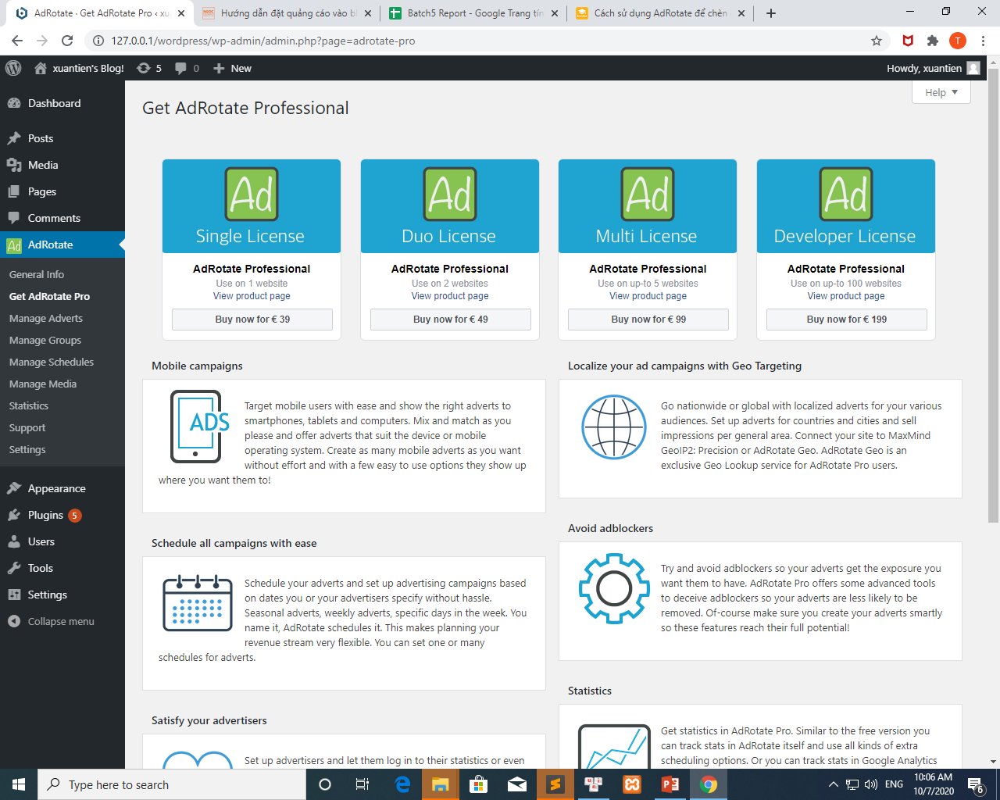 AdRotate · Get AdRotate Pro ‹ xu
Hướng dẫn đặt quảng cáo vào b
Batch5 Report - Google Trang tín
Cách sử dụng AdRotate để chèn
127.0.0.1/wordpress/wp-admin/admin.php?page=adrotate-pro
T
xuantien's Blog!
5
0
New
Howdy, xuantien
Help
Dashboard
Posts
Media
Pages
Comments
Ad AdRotate
General Info
Get AdRotate Pro
Manage Adverts
Manage Groups
Manage Schedules
Manage Media
Statistics
Support
Settings
Appearance
Plugins 5
Users
Tools
Settings
Collapse menu
Get AdRotate Professional
Ad
Single License
AdRotate Professional
Use on 1 website
View product page
Buy now for € 39
Ad
Duo License
AdRotate Professional
Use on 2 websites
View product page
Buy now for € 49
Ad
Multi License
AdRotate Professional
Use on up-to 5 websites
View product page
Buy now for € 99
Ad
Developer License
AdRotate Professional
Use on up-to 100 websites
View product page
Buy now for € 199
Mobile campaigns
ADS
Target mobile users with ease and show the right adverts to
smartphones, tablets and computers. Mix and match as you
please and offer adverts that suit the device or mobile
operating system. Create as many mobile adverts as you want
without effort and with a few easy to use options they show up
where you want them to!
Schedule all campaigns with ease
Schedule your adverts and set up advertising campaigns based
on dates you or your advertisers specify without hassle.
Seasonal adverts, weekly adverts, specific days in the week. You
name it, AdRotate schedules it. This makes planning your
revenue stream very flexible. You can set one or many
schedules for adverts.
Satisfy your advertisers
Set up advertisers and let them log in to their statistics or even
Localize your ad campaigns with Geo Targeting
Go nationwide or global with localized adverts for your various
audiences. Set up adverts for countries and cities and sell
impressions per general area. Connect your site to MaxMind
GeoIP2: Precision or AdRotate Geo. AdRotate Geo is an
exclusive Geo Lookup service for AdRotate Pro users.
Avoid adblockers
Try and avoid adblockers so your adverts get the exposure you
want them to have. AdRotate Pro offers some advanced tools
to deceive adblockers so your adverts are less likely to be
removed. Of-course make sure you create your adverts smartly
so these features reach their full potential!
Statistics
Get statistics in AdRotate Pro. Similar to the free version you
can track stats in AdRotate itself and use all kinds of extra
scheduling options. Or you can track stats in Google Analytics
Type here to search
ENG
10:06 AM
10/7/2020
6